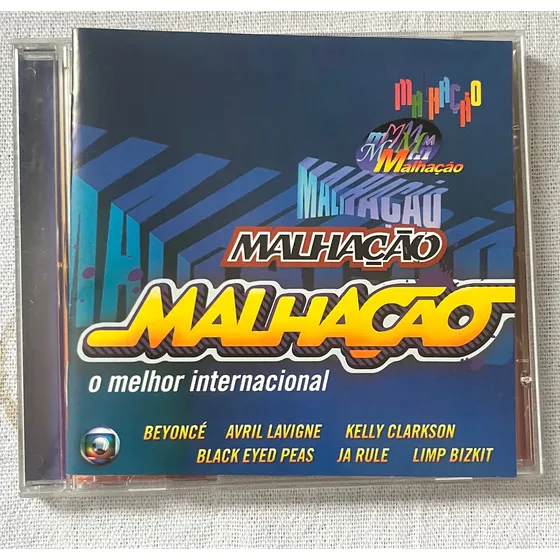 MALHAÇÃO
Malhação
MALHAÇÃO
MALHAÇÃO
MALHAÇÃO
o melhor internacional
BEYONCÉ AVRIL LAVIGNE KELLY CLARKSON
BLACK EYED PEAS JA RULE LIMP BIZKIT